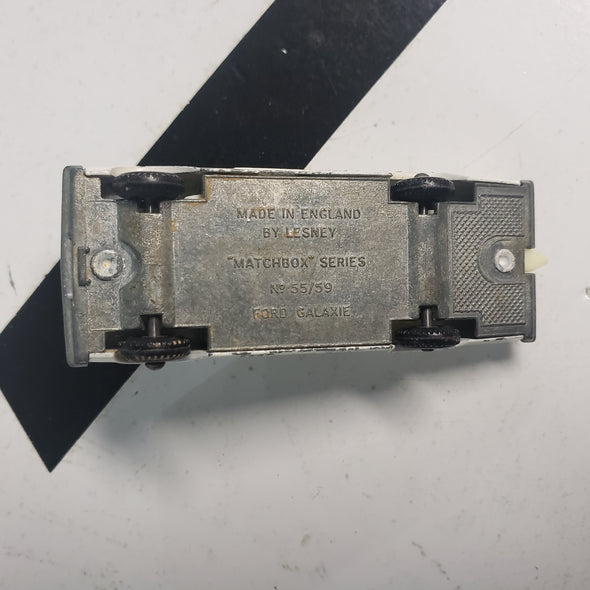 MADE IN ENGLAND
BY LESNEY
"MATCHBOX" SERIES
Nº 55/59
FORD GALAXIE